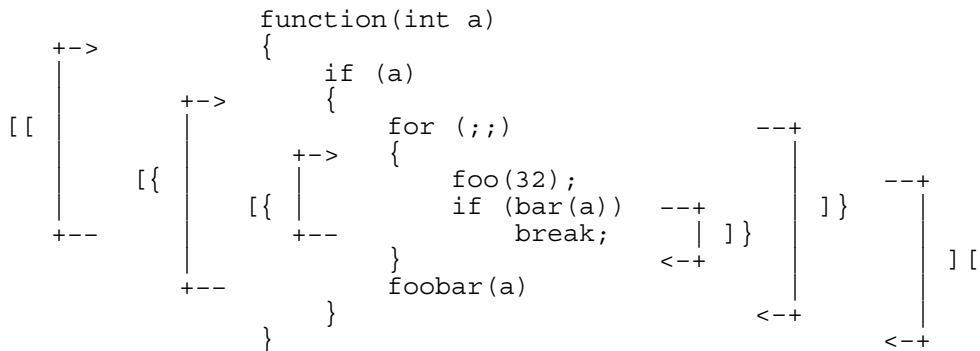 function(int a)
   +->          {
   |                if (a)
   |       +->      {
[[ |       |            for (;;)               --+
   |       |      +->   {                        |
   |    [{ |      |         foo(32);             |     --+
   |       |   [{ |         if (bar(a))  --+     | ]}    |
   +--     |      +--           break;     | ]}  |       |
           |            }                <-+     |       | ][
           +--          foobar(a)                |       |
                    }                          <-+       |
                }                                      <-+